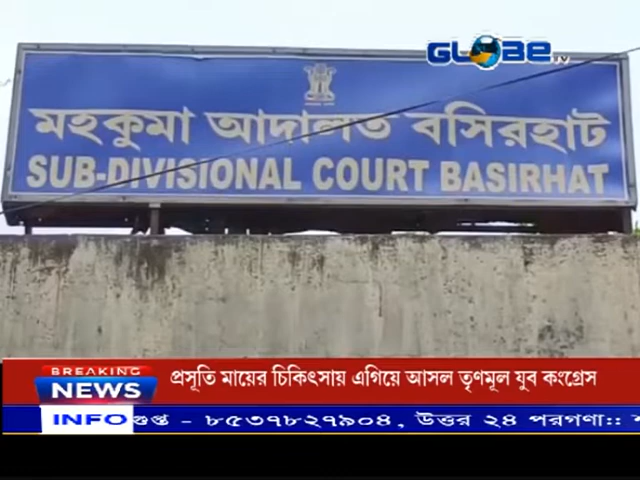 GLOBE TV
মহকুমা আদালত বসিরহাট
SUB-DIVISIONAL COURT BASIRHAT
BREAKING NEWS
প্রসূতি মায়ের চিকিৎসায় এগিয়ে আসল তৃণমূল যুব কংগ্রেস
INFO
গুপ্ত - ৮৫৩৭৮২৭৯০৪, উত্তর ২৪ পরগণা::